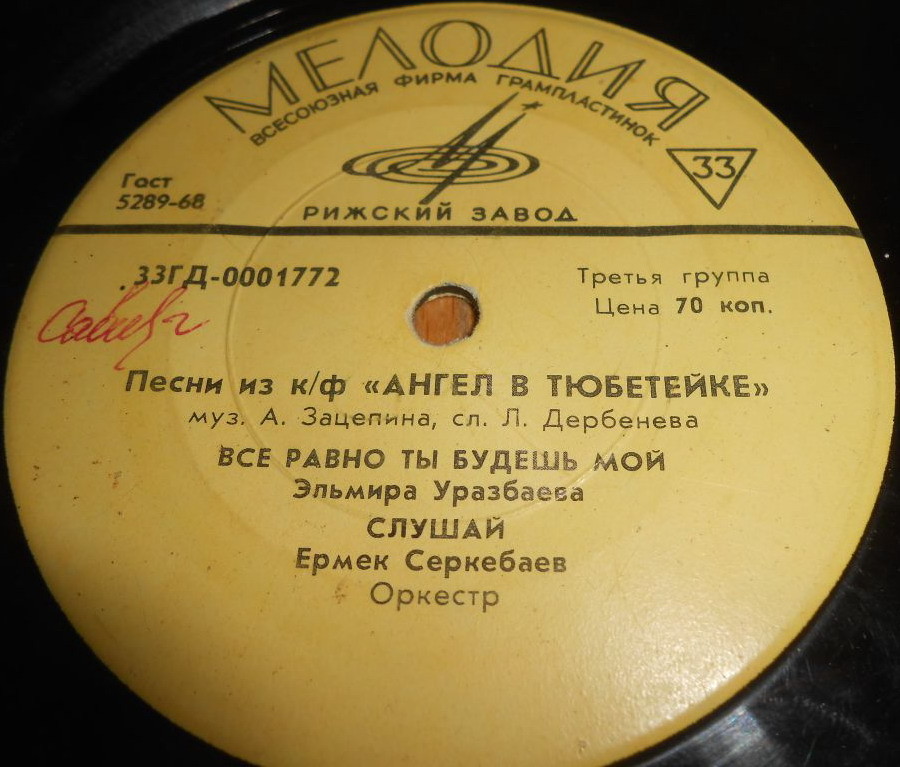 МЕЛОДИЯ
ВСЕСОЮЗНАЯ ФИРМА ГРАМПЛАСТИНОК
33
Гост
5289-68
РИЖСКИЙ ЗАВОД
33ГД-0001772
Третья группа
Цена 70 коп.
Песни из к/ф «АНГЕЛ В ТЮБЕТЕЙКЕ»
муз. А. Зацепина, сл. Л. Дербенева
ВСЕ РАВНО ТЫ БУДЕШЬ МОЙ
Эльмира Уразбаева
СЛУШАЙ
Ермек Серкебаев
Оркестр